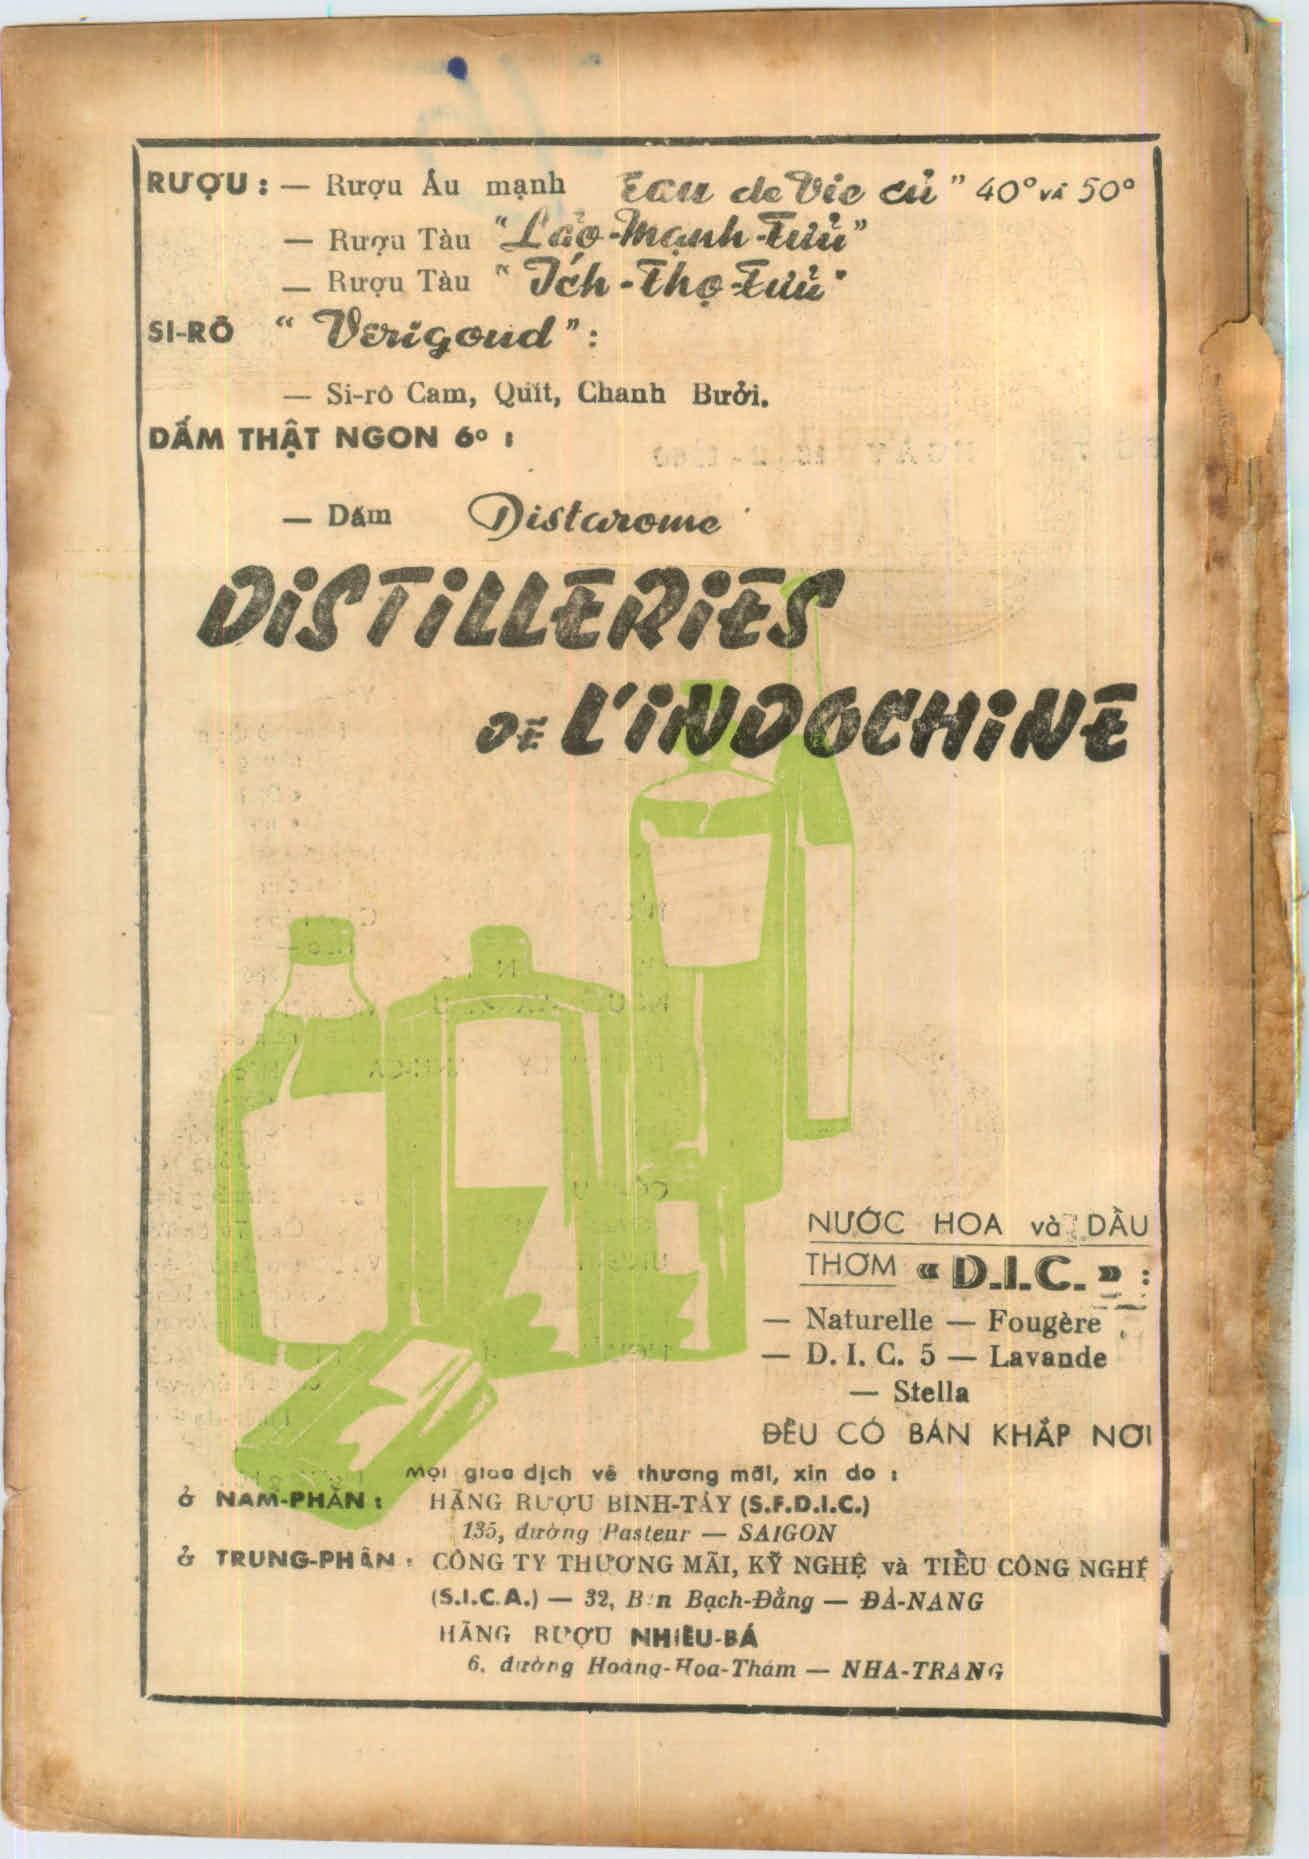 RƯỢU : — Rượu Âu mạnh Eau de Vie củ" 40° và 50°
— Rượu Tàu "Lảo-Mạnh-Tửu"
— Rượu Tàu "Ích-Thọ-Tửu"
SI-RÔ "Verigoud" :
— Si-rô Cam, Quít, Chanh Bưởi.
DẤM THẬT NGON 6° :
— Dấm Distarome
DISTILLERIES
DE L'INDOCHINE
NƯỚC HOA và DẦU
THƠM « D.I.C. » :
— Naturelle — Fougère
— D. I. C. 5 — Lavande
— Stella
ĐỀU CÓ BÁN KHẮP NƠI
Mọi giao dịch về thương mãi, xin do :
ở NAM-PHẦN : HÃNG RƯỢU BÌNH-TÂY (S.F.D.I.C.)
135, đường Pasteur — SAIGON
ở TRUNG-PHẦN : CÔNG TY THƯƠNG MÃI, KỸ NGHỆ và TIỀU CÔNG NGHỆ
(S.I.C.A.) — 32, Bạch-Đằng — ĐÀ-NANG
HÃNG RƯỢU NHIÊU-BÁ
6, đường Hoàng-Hoa-Thám — NHA-TRANG